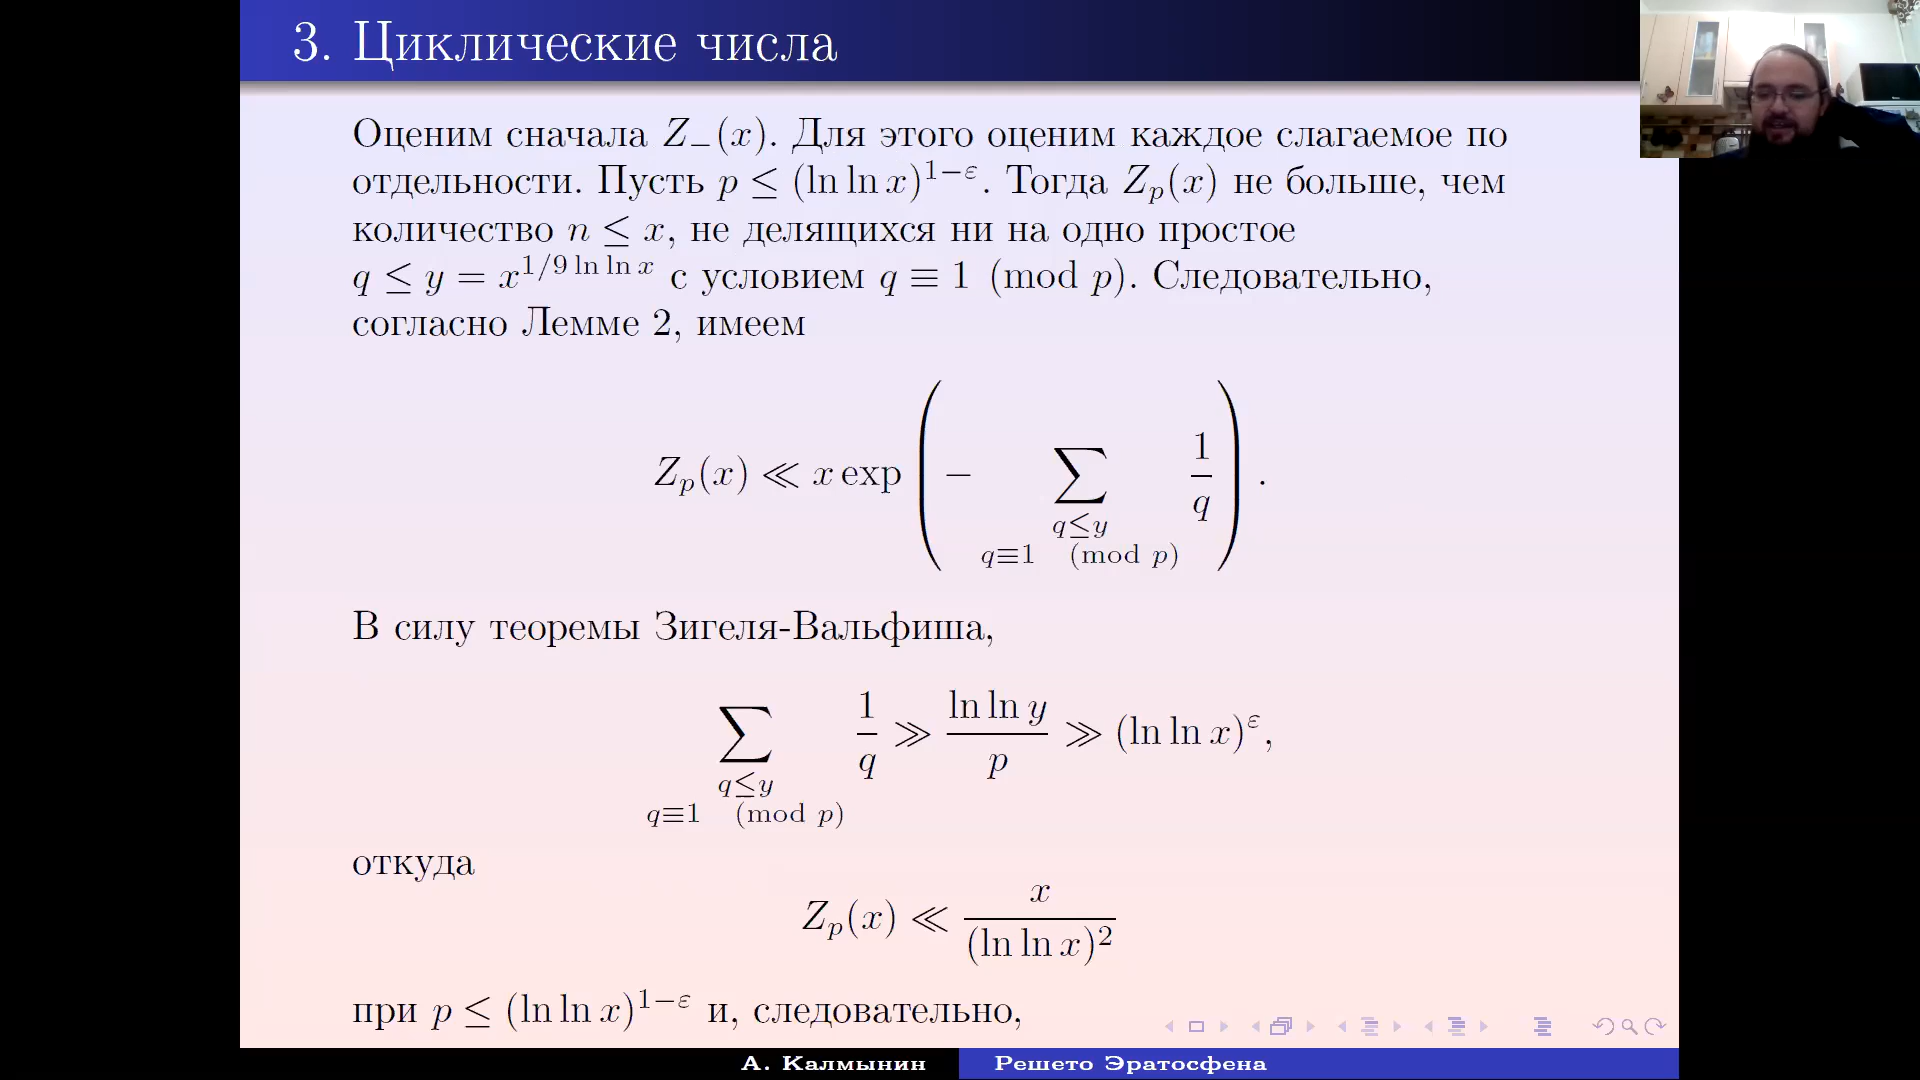 3. Циклические числа
Оценим сначала Z₋(x). Для этого оценим каждое слагаемое по
отдельности. Пусть p ≤ (ln ln x)^{1−ε}. Тогда Z_p(x) не больше, чем
количество n ≤ x, не делящихся ни на одно простое
q ≤ y = x^{1/9 ln ln x} с условием q ≡ 1 (mod p). Следовательно,
согласно Лемме 2, имеем
Z_p(x) ≪ x exp ( − ∑_{q≤y, q≡1 (mod p)} 1/q ) .
В силу теоремы Зигеля-Вальфиша,
∑_{q≤y, q≡1 (mod p)} 1/q ≫ ln ln y / p ≫ (ln ln x)^ε,
откуда
Z_p(x) ≪ x / (ln ln x)^2
при p ≤ (ln ln x)^{1−ε} и, следовательно,
А. Калмынин Решето Эратосфена